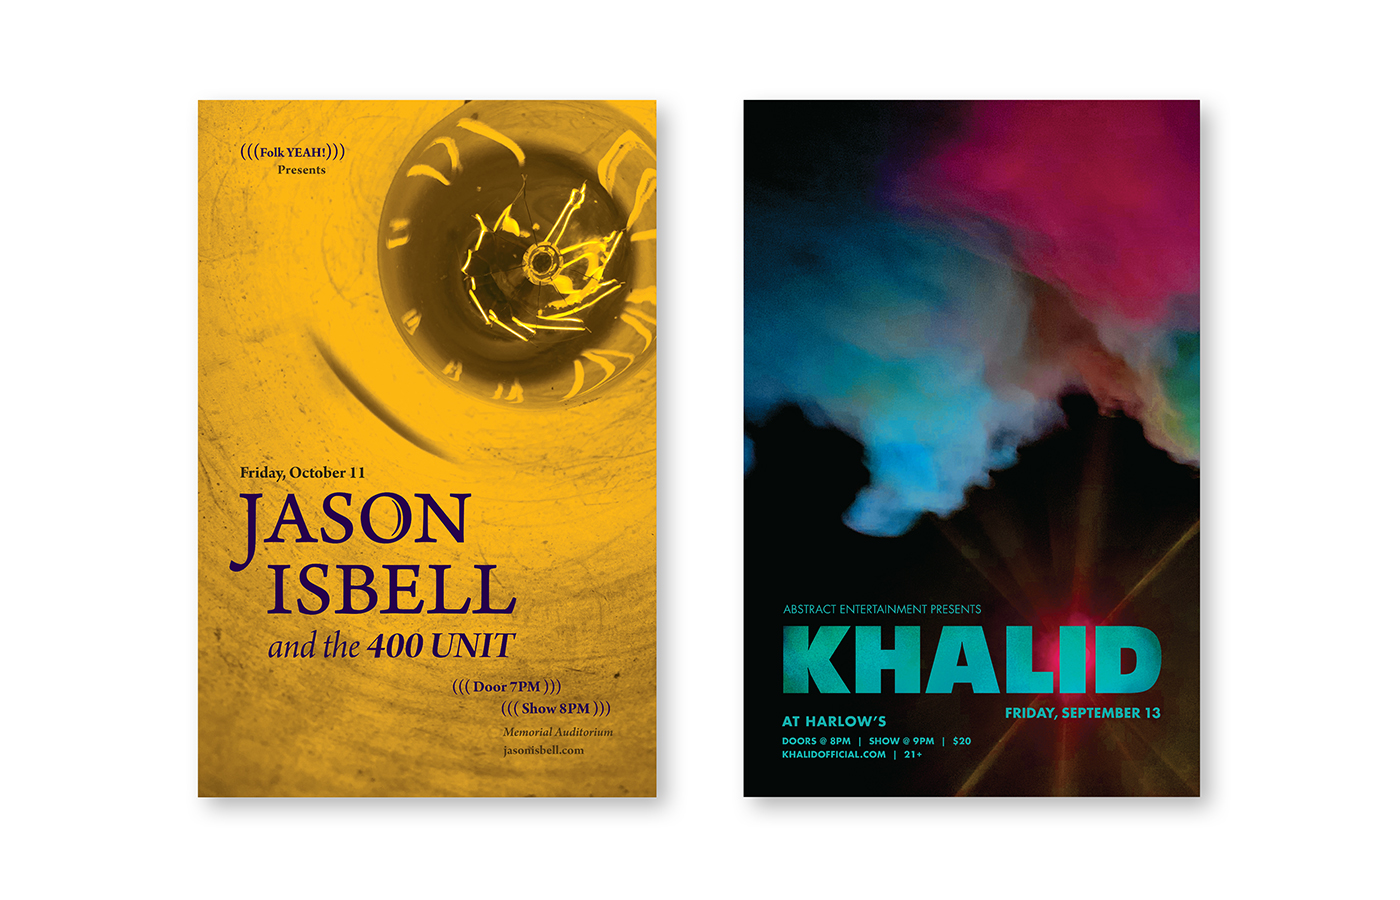 (((Folk YEAH!)))
Presents
Friday, October 11
JASON
ISBELL
and the 400 UNIT
((( Door 7PM )))
((( Show 8PM )))
Memorial Auditorium
jasonisbell.com
ABSTRACT ENTERTAINMENT PRESENTS
KHALID
FRIDAY, SEPTEMBER 13
AT HARLOW'S
DOORS @ 8PM | SHOW @ 9PM | $20
KHALIDOFFICIAL.COM | 21+